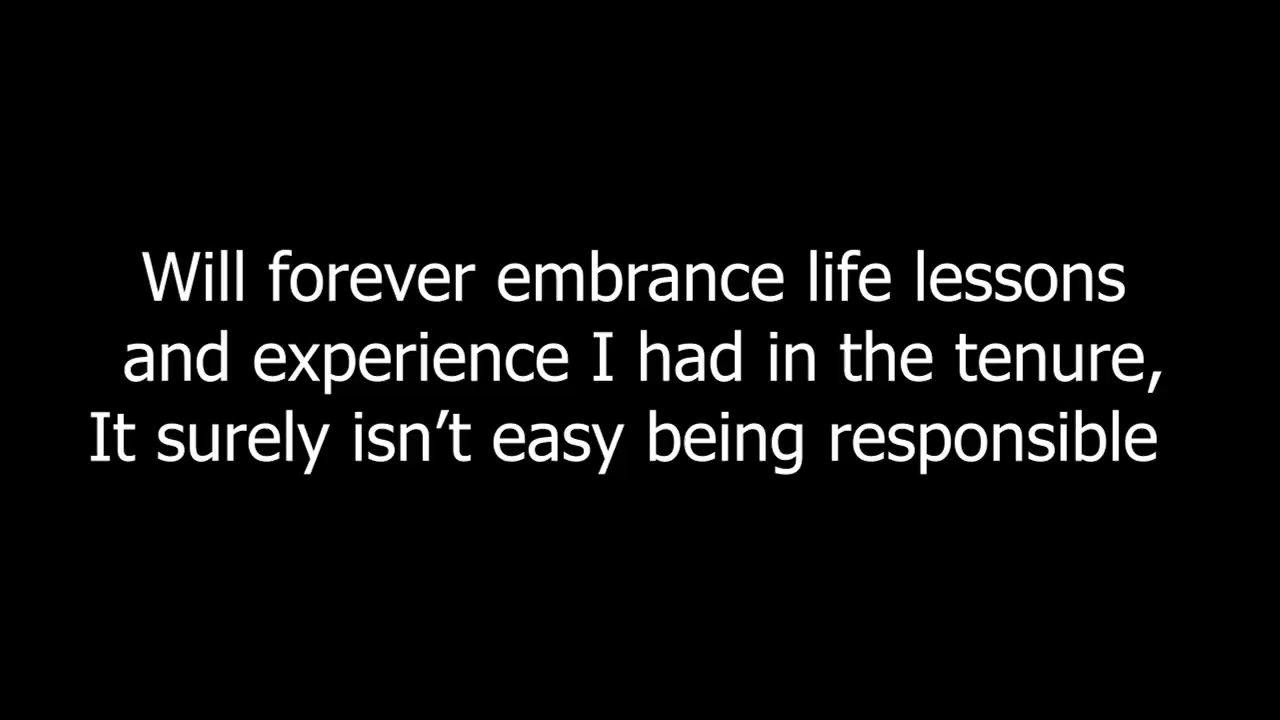 Will forever embrance life lessons
and experience I had in the tenure,
It surely isn’t easy being responsible